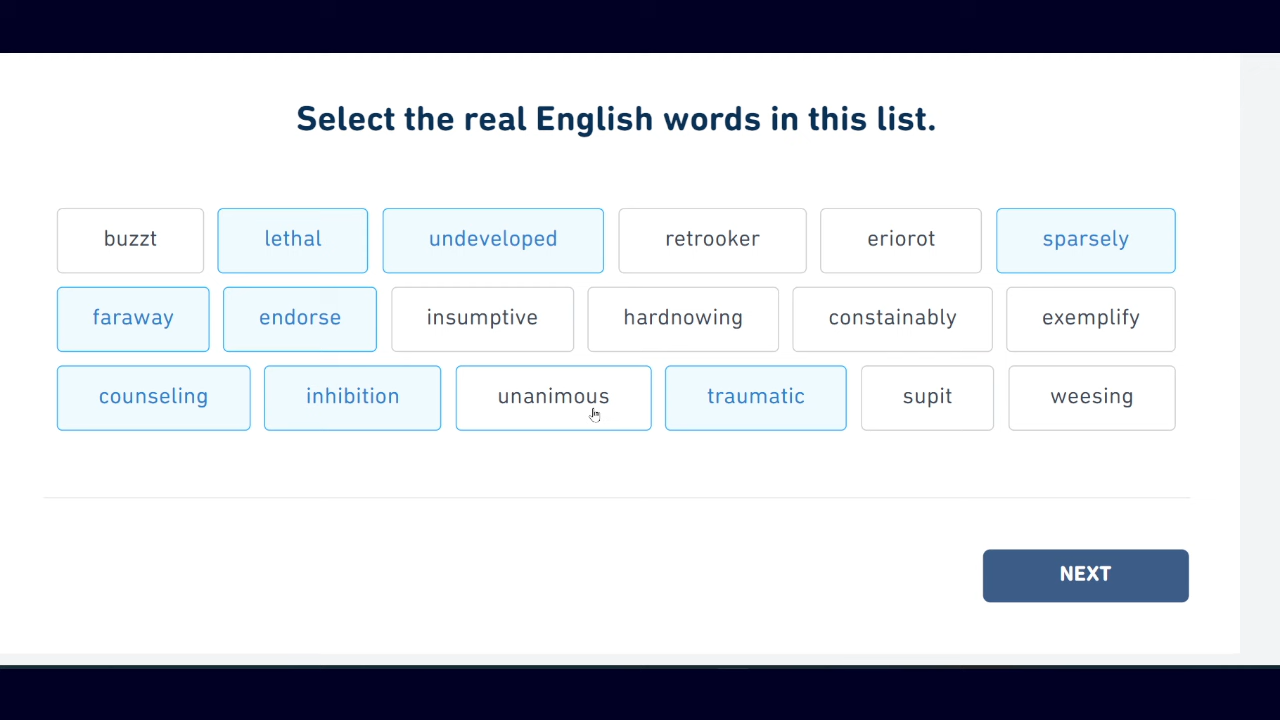 Select the real English words in this list.
buzzt lethal undeveloped retrooker eriorot sparsely
faraway endorse insumptive hardnowing constainably exemplify
counseling inhibition unanimous traumatic supit weesing
NEXT